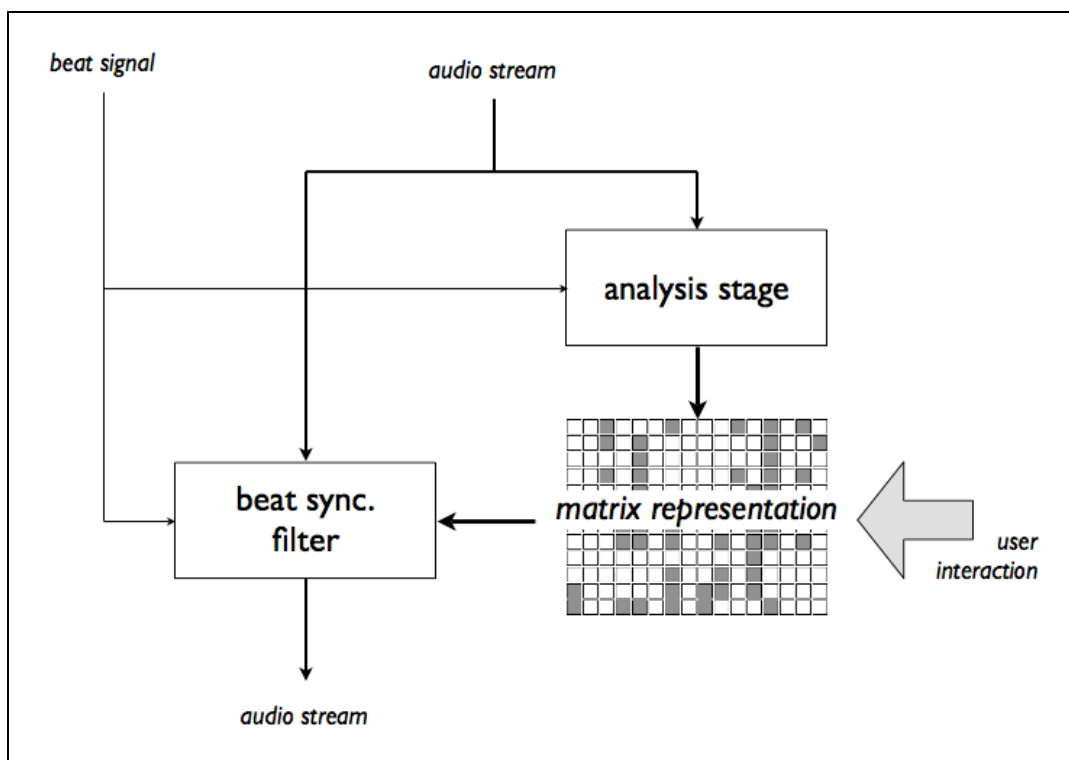 beat signal
audio stream
analysis stage
matrix representation
beat sync.
filter
user
interaction
audio stream